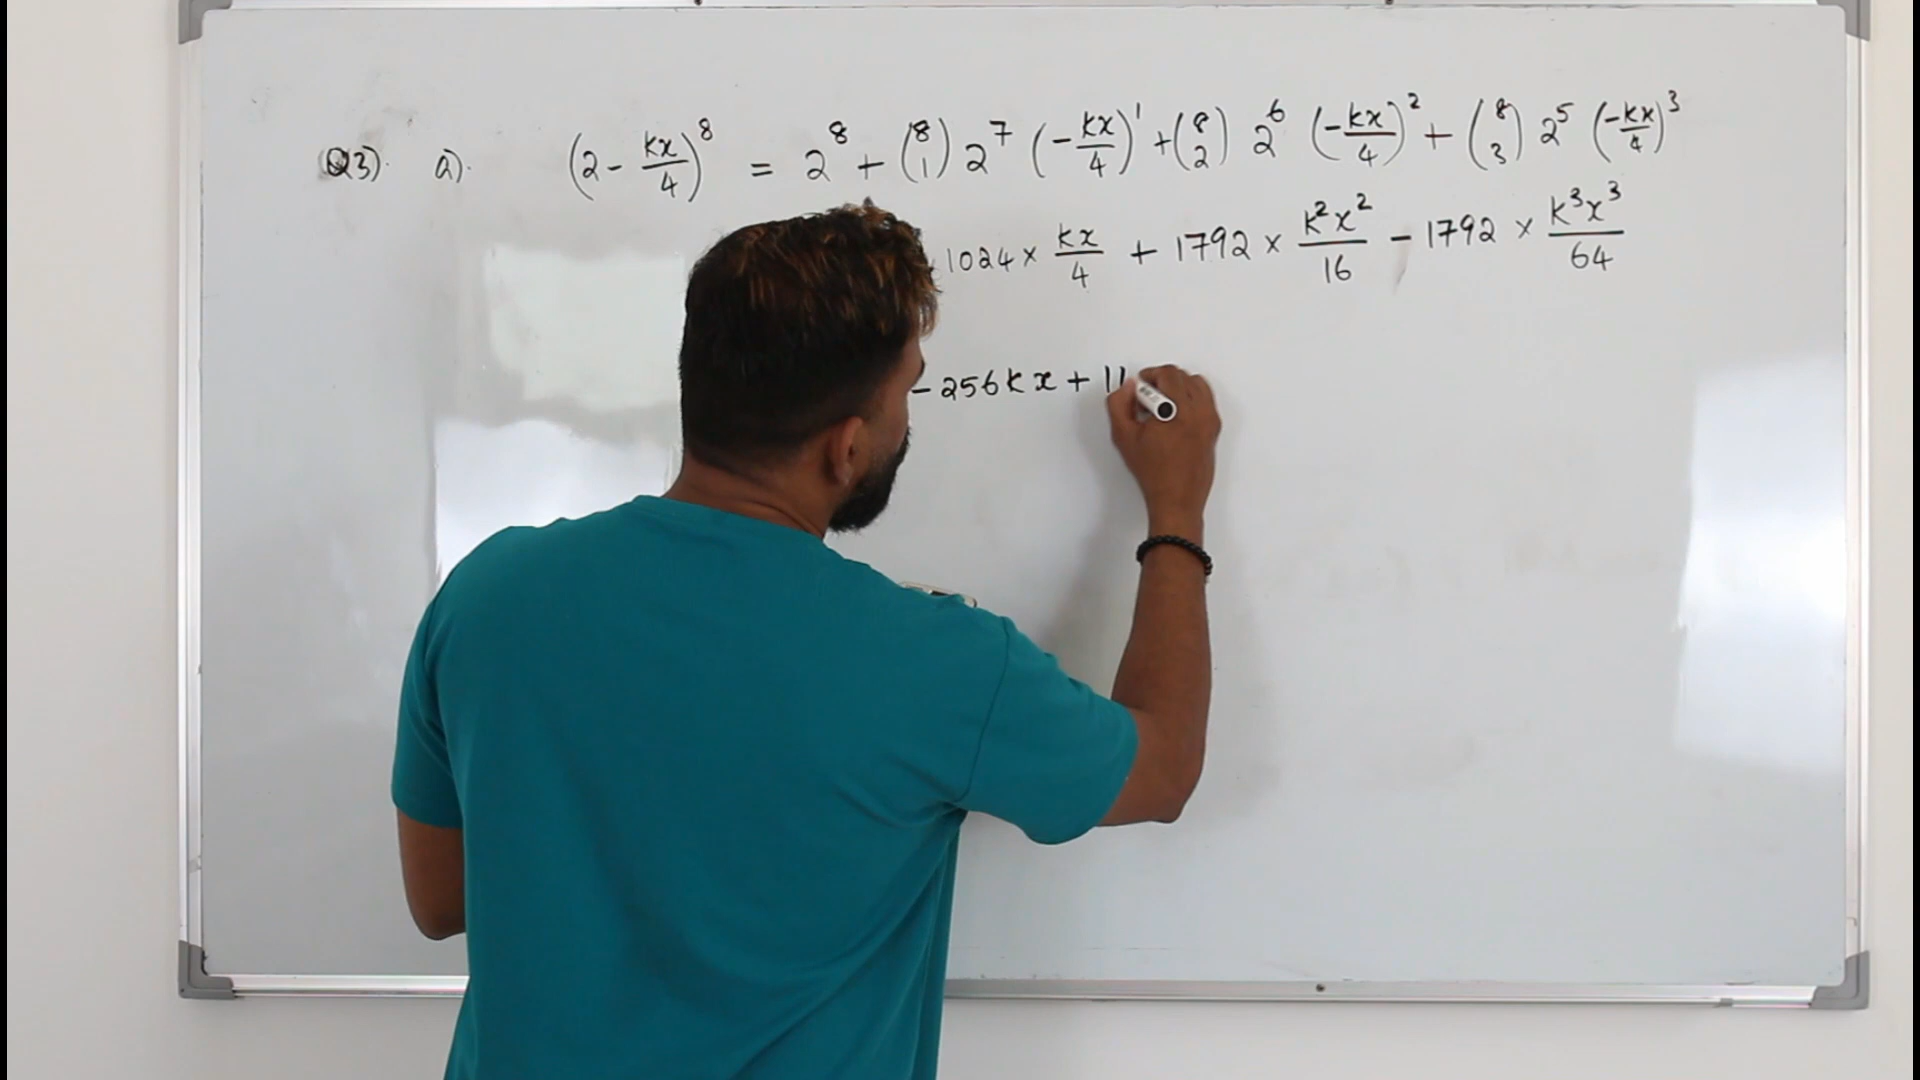 Q3). a). (2 - kx/4)^8 = 2^8 + (8 1) 2^7 (-kx/4)^1 + (8 2) 2^6 (-kx/4)^2 + (8 3) 2^5 (-kx/4)^3
1024 × kx/4 + 1792 × k^2x^2/16 - 1792 × k^3x^3/64
- 256kx + 11